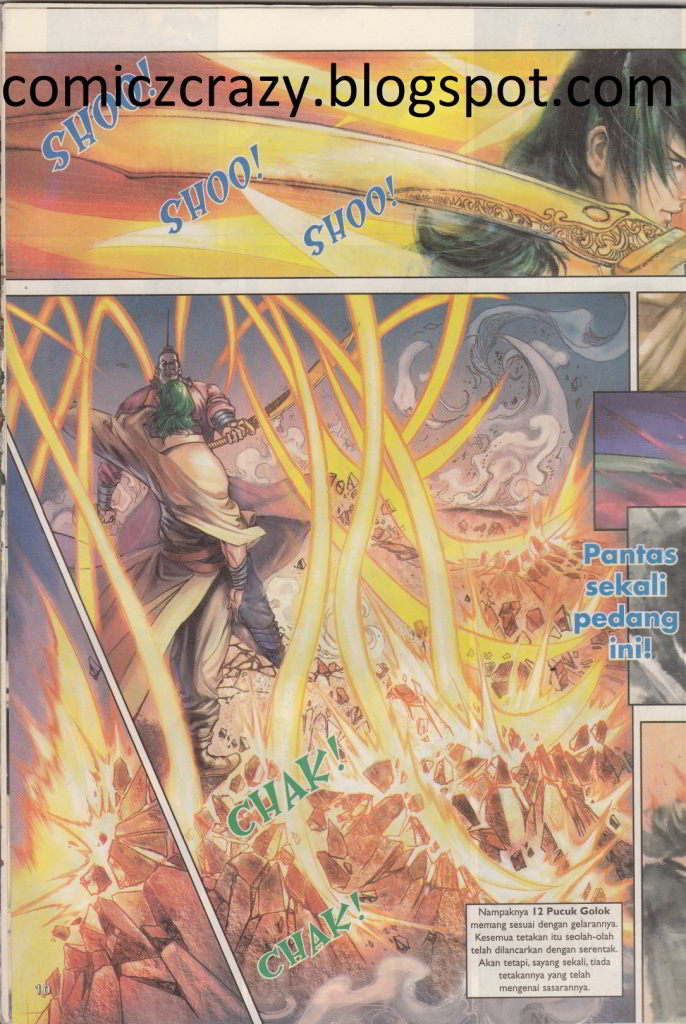 comiczcrazy.blogspot.com
SHOO!
SHOO!
SHOO!
Pantas
sekali
pedang
ini!
CHAK!
CHAK!
Nampaknya 12 Pucuk Golok
memang sesuai dengan gelarannya.
Kesemua tetakan itu seolah-olah
telah dilancarkan dengan serentak.
Akan tetapi, sayang sekali, tiada
tetakannya yang telah
mengenai sasarannya.
10